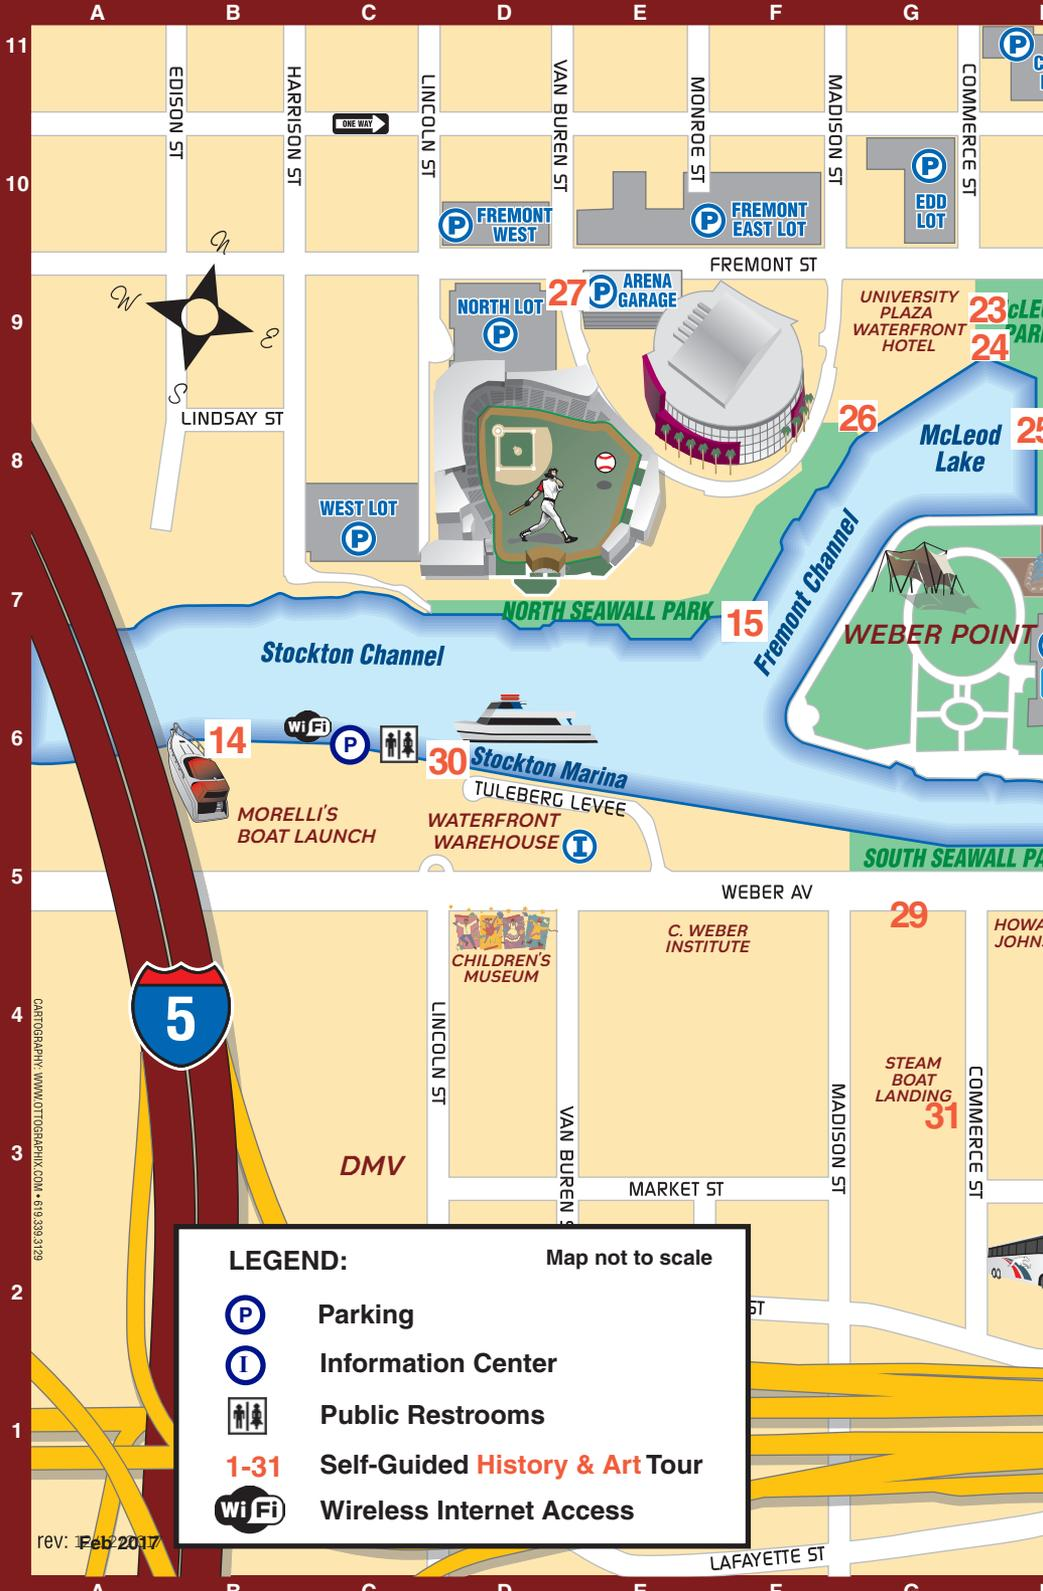 A B C D E F G
11
EDISON ST
HARRISON ST
LINCOLN ST
VAN BUREN ST
MONROE ST
MADISON ST
COMMERCE ST
P
ONE WAY
10
P FREMONT
WEST
P FREMONT
EAST LOT
P
EDD
LOT
FREMONT ST
N
W
E
S
9
NORTH LOT
P
27
P ARENA
GARAGE
UNIVERSITY
PLAZA
WATERFRONT
HOTEL
23
24
LINDSAY ST
26
25
McLeod
Lake
8
WEST LOT
P
7
NORTH SEAWALL PARK
15
Fremont Channel
WEBER POINT
Stockton Channel
6
14
WiFi
P
30
Stockton Marina
TULEBERG LEVEE
MORELLI'S
BOAT LAUNCH
WATERFRONT
WAREHOUSE
I
SOUTH SEAWALL PA
5
WEBER AV
29
C. WEBER
INSTITUTE
HOWA
JOHNS
CHILDREN'S
MUSEUM
4
5
LINCOLN ST
CARTOGRAPHY: WWW.OTTOGRAPHIX.COM • 619.339.3129
STEAM
BOAT
LANDING
31
MADISON ST
COMMERCE ST
VAN BUREN S
3
DMV
MARKET ST
2
ST
LEGEND:
Map not to scale
P Parking
I Information Center
Public Restrooms
1-31 Self-Guided History & Art Tour
WiFi Wireless Internet Access
1
rev: Feb 2017
LAFAYETTE ST
A B C D E F G